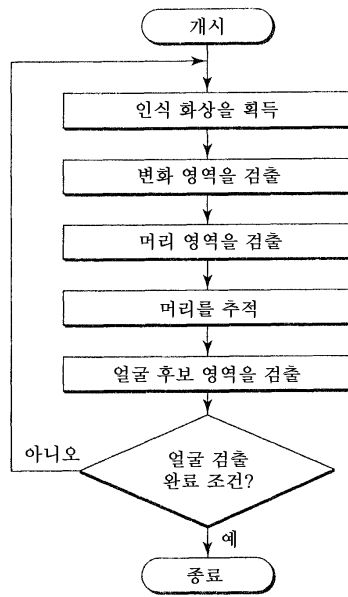 개시
인식 화상을 획득
변화 영역을 검출
머리 영역을 검출
머리를 추적
얼굴 후보 영역을 검출
아니오
얼굴 검출
완료 조건?
예
종료